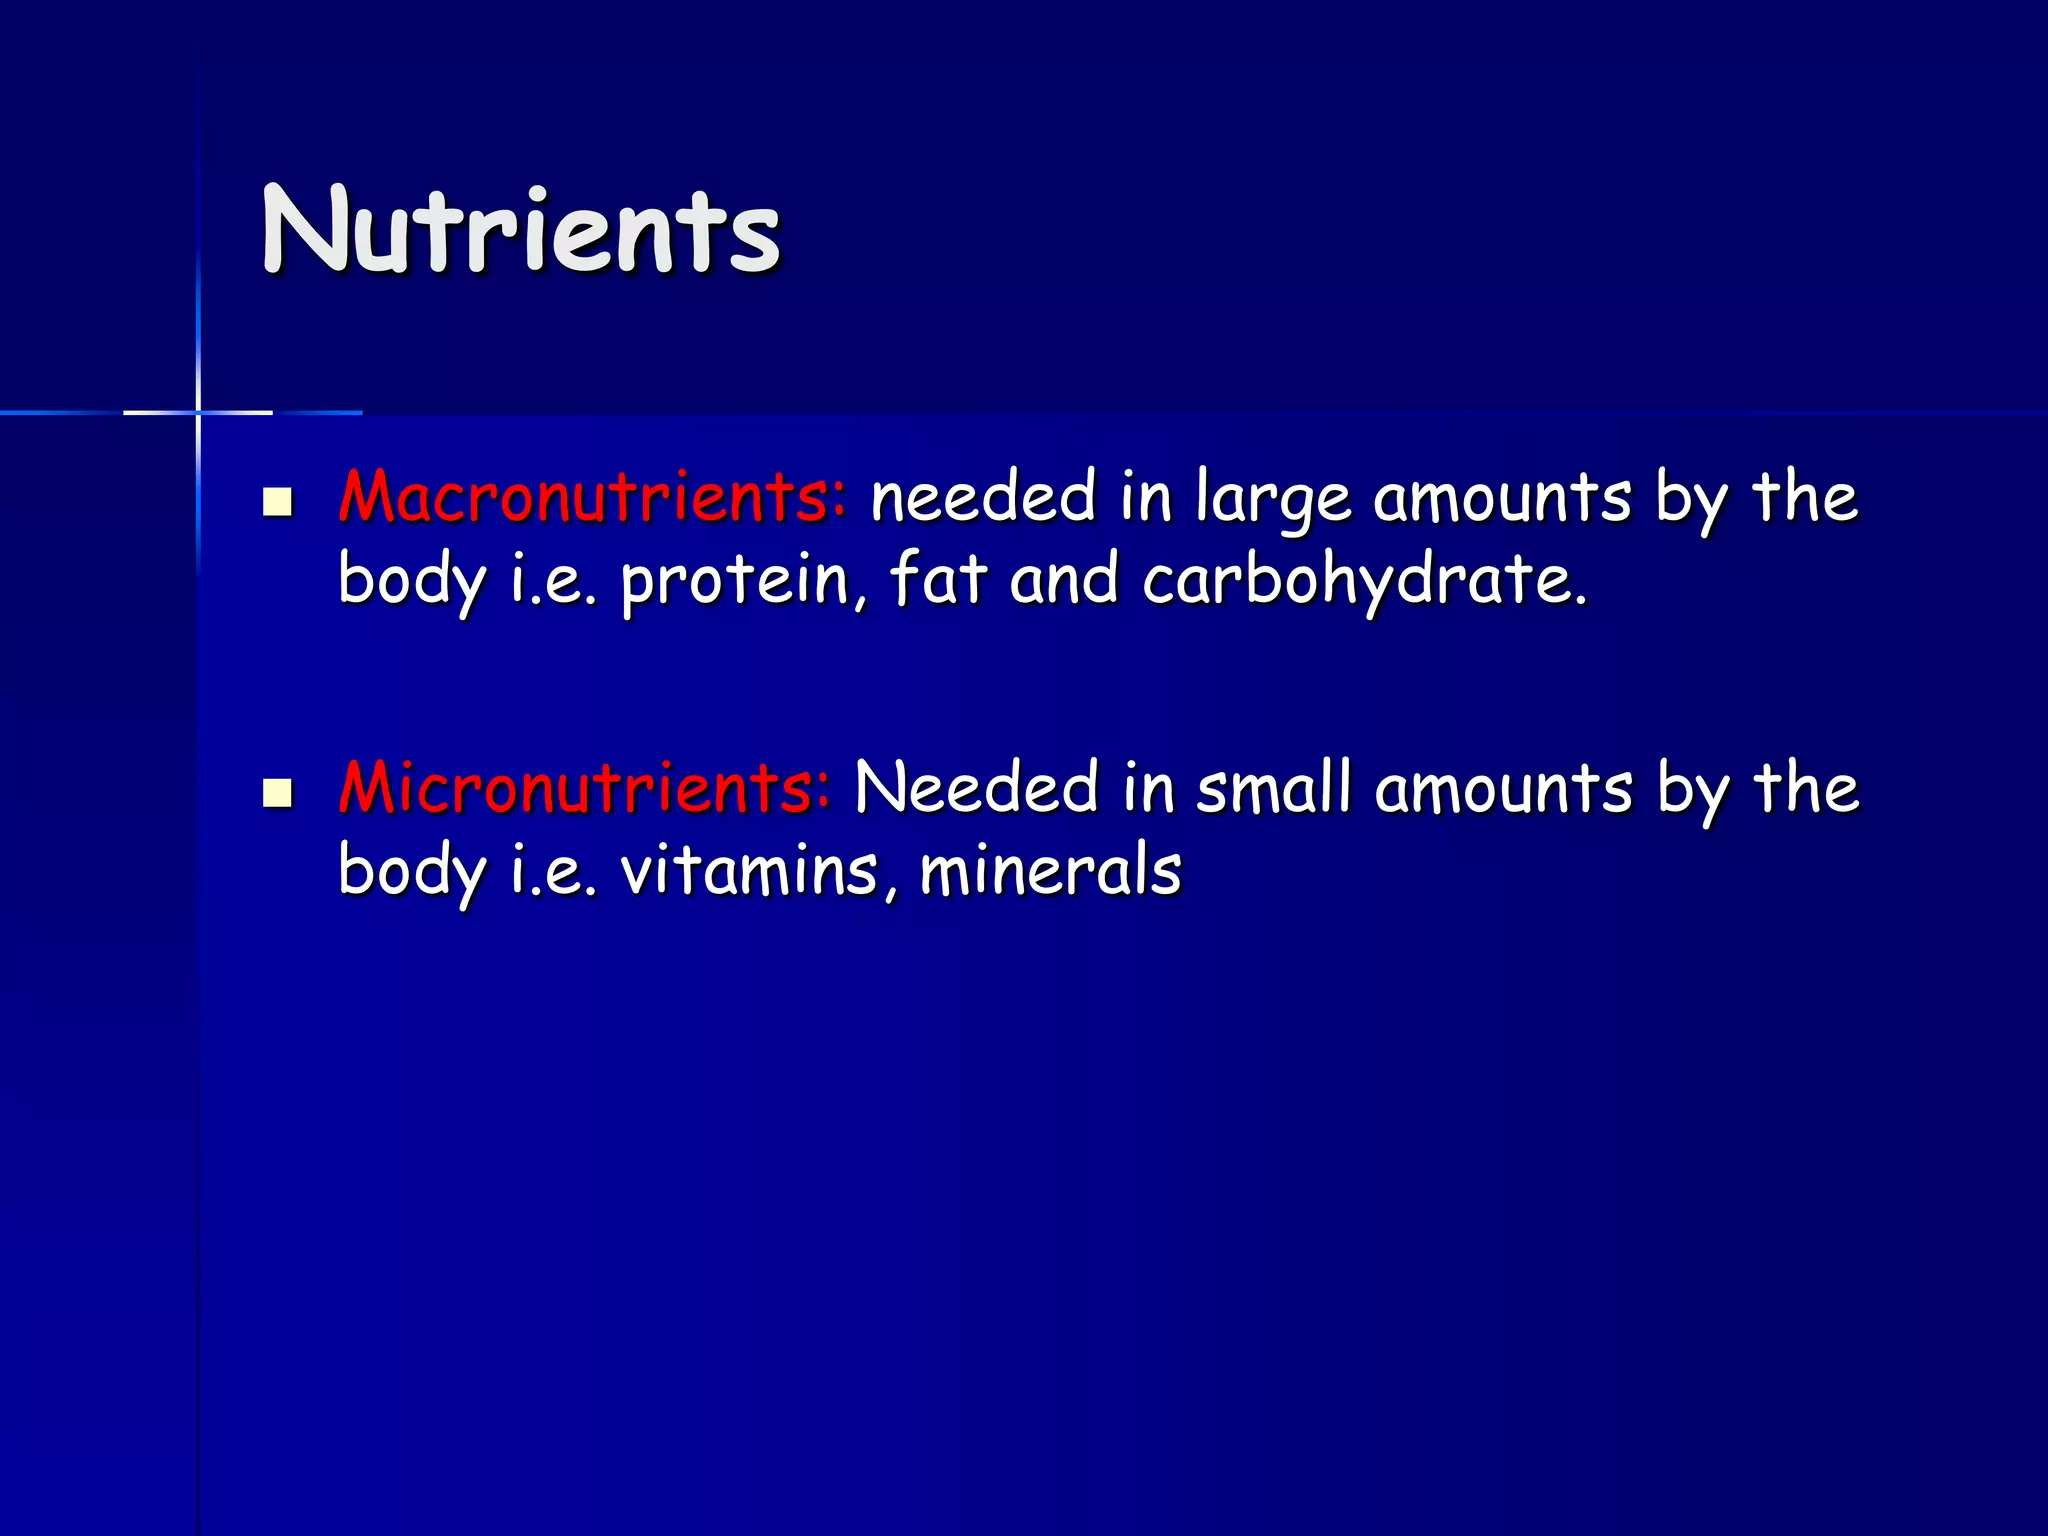 Nutrients
Macronutrients: needed in large amounts by the
body i.e. protein, fat and carbohydrate.
Micronutrients: Needed in small amounts by the
body i.e. vitamins, minerals